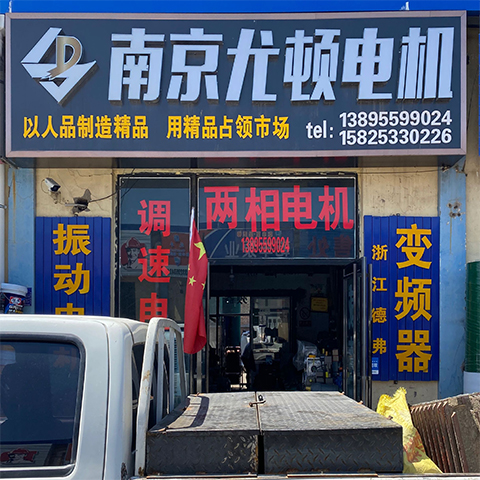 南京尤顿电机
以人品制造精品 用精品占领市场
tel: 13895599024
15825330226
两相电机
13895599024
调速电
振动电
浙江德弗
变频器